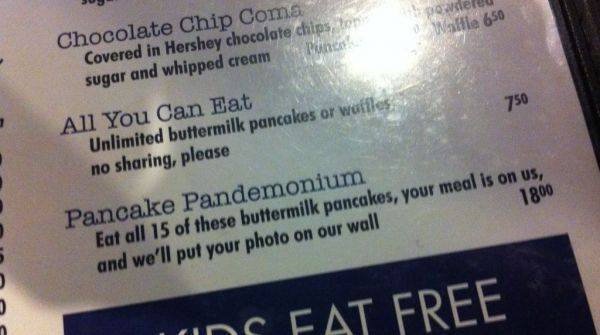 Chocolate Chip Coma
Covered in Hershey chocolate chips, powdered
sugar and whipped cream Waffle 6⁵⁰
All You Can Eat
Unlimited buttermilk pancakes or waffles 7⁵⁰
no sharing, please
Pancake Pandemonium
Eat all 15 of these buttermilk pancakes, your meal is on us,
and we'll put your photo on our wall 18⁰⁰
KIDS EAT FREE